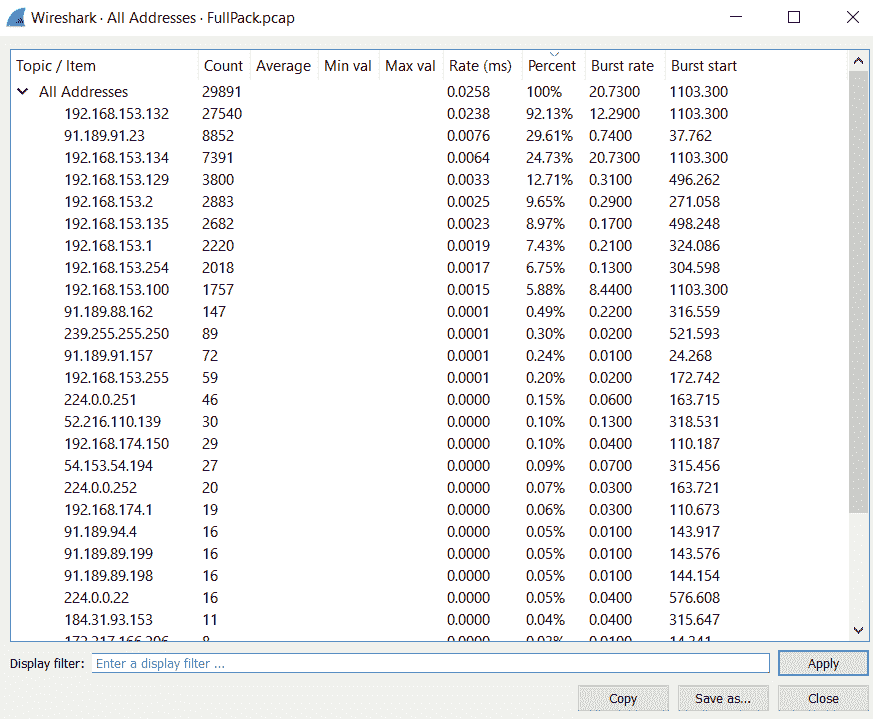 Wireshark · All Addresses · FullPack.pcap
Topic / Item Count Average Min val Max val Rate (ms) Percent Burst rate Burst start
All Addresses 29891 0.0258 100% 20.7300 1103.300
192.168.153.132 27540 0.0238 92.13% 12.2900 1103.300
91.189.91.23 8852 0.0076 29.61% 0.7400 37.762
192.168.153.134 7391 0.0064 24.73% 20.7300 1103.300
192.168.153.129 3800 0.0033 12.71% 0.3100 496.262
192.168.153.2 2883 0.0025 9.65% 0.2900 271.058
192.168.153.135 2682 0.0023 8.97% 0.1700 498.248
192.168.153.1 2220 0.0019 7.43% 0.2100 324.086
192.168.153.254 2018 0.0017 6.75% 0.1300 304.598
192.168.153.100 1757 0.0015 5.88% 8.4400 1103.300
91.189.88.162 147 0.0001 0.49% 0.2200 316.559
239.255.255.250 89 0.0001 0.30% 0.0200 521.593
91.189.91.157 72 0.0001 0.24% 0.0100 24.268
192.168.153.255 59 0.0001 0.20% 0.0200 172.742
224.0.0.251 46 0.0000 0.15% 0.0600 163.715
52.216.110.139 30 0.0000 0.10% 0.1300 318.531
192.168.174.150 29 0.0000 0.10% 0.0400 110.187
54.153.54.194 27 0.0000 0.09% 0.0700 315.456
224.0.0.252 20 0.0000 0.07% 0.0300 163.721
192.168.174.1 19 0.0000 0.06% 0.0300 110.673
91.189.94.4 16 0.0000 0.05% 0.0100 143.917
91.189.89.199 16 0.0000 0.05% 0.0100 143.576
91.189.89.198 16 0.0000 0.05% 0.0100 144.154
224.0.0.22 16 0.0000 0.05% 0.0400 576.608
184.31.93.153 11 0.0000 0.04% 0.0400 315.647
Display filter: Enter a display filter ... Apply
Copy Save as... Close